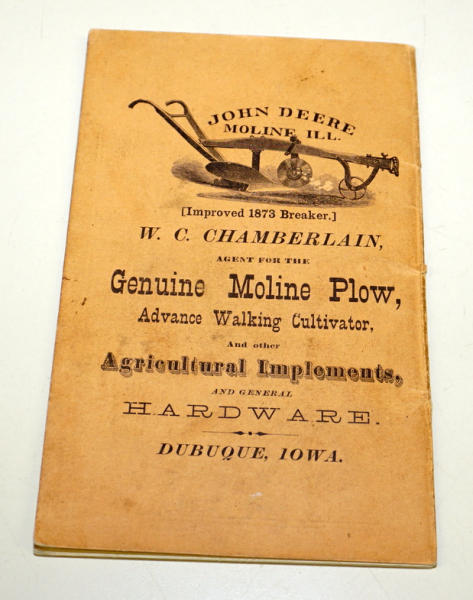 JOHN DEERE
MOLINE, ILL.
[Improved 1873 Breaker.]
W. C. CHAMBERLAIN,
AGENT FOR THE
Genuine Moline Plow,
Advance Walking Cultivator,
And other
Agricultural Implements,
AND GENERAL
HARDWARE.
DUBUQUE, IOWA.